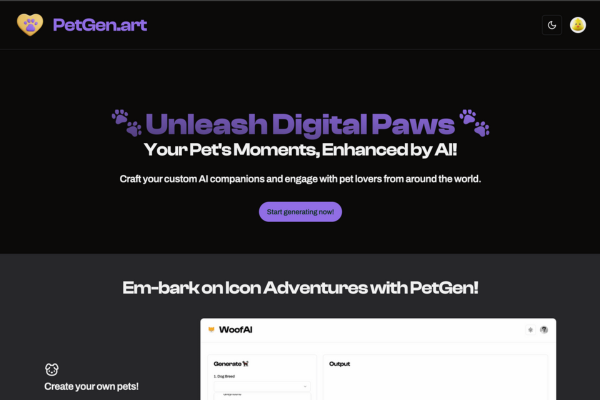 PetGen.art
Unleash Digital Paws
Your Pet's Moments, Enhanced by AI!
Craft your custom AI companions and engage with pet lovers from around the world.
Start generating now!
Em-bark on Icon Adventures with PetGen!
WoofAI
Create your own pets!
Generate
Output
1. Dog Breed